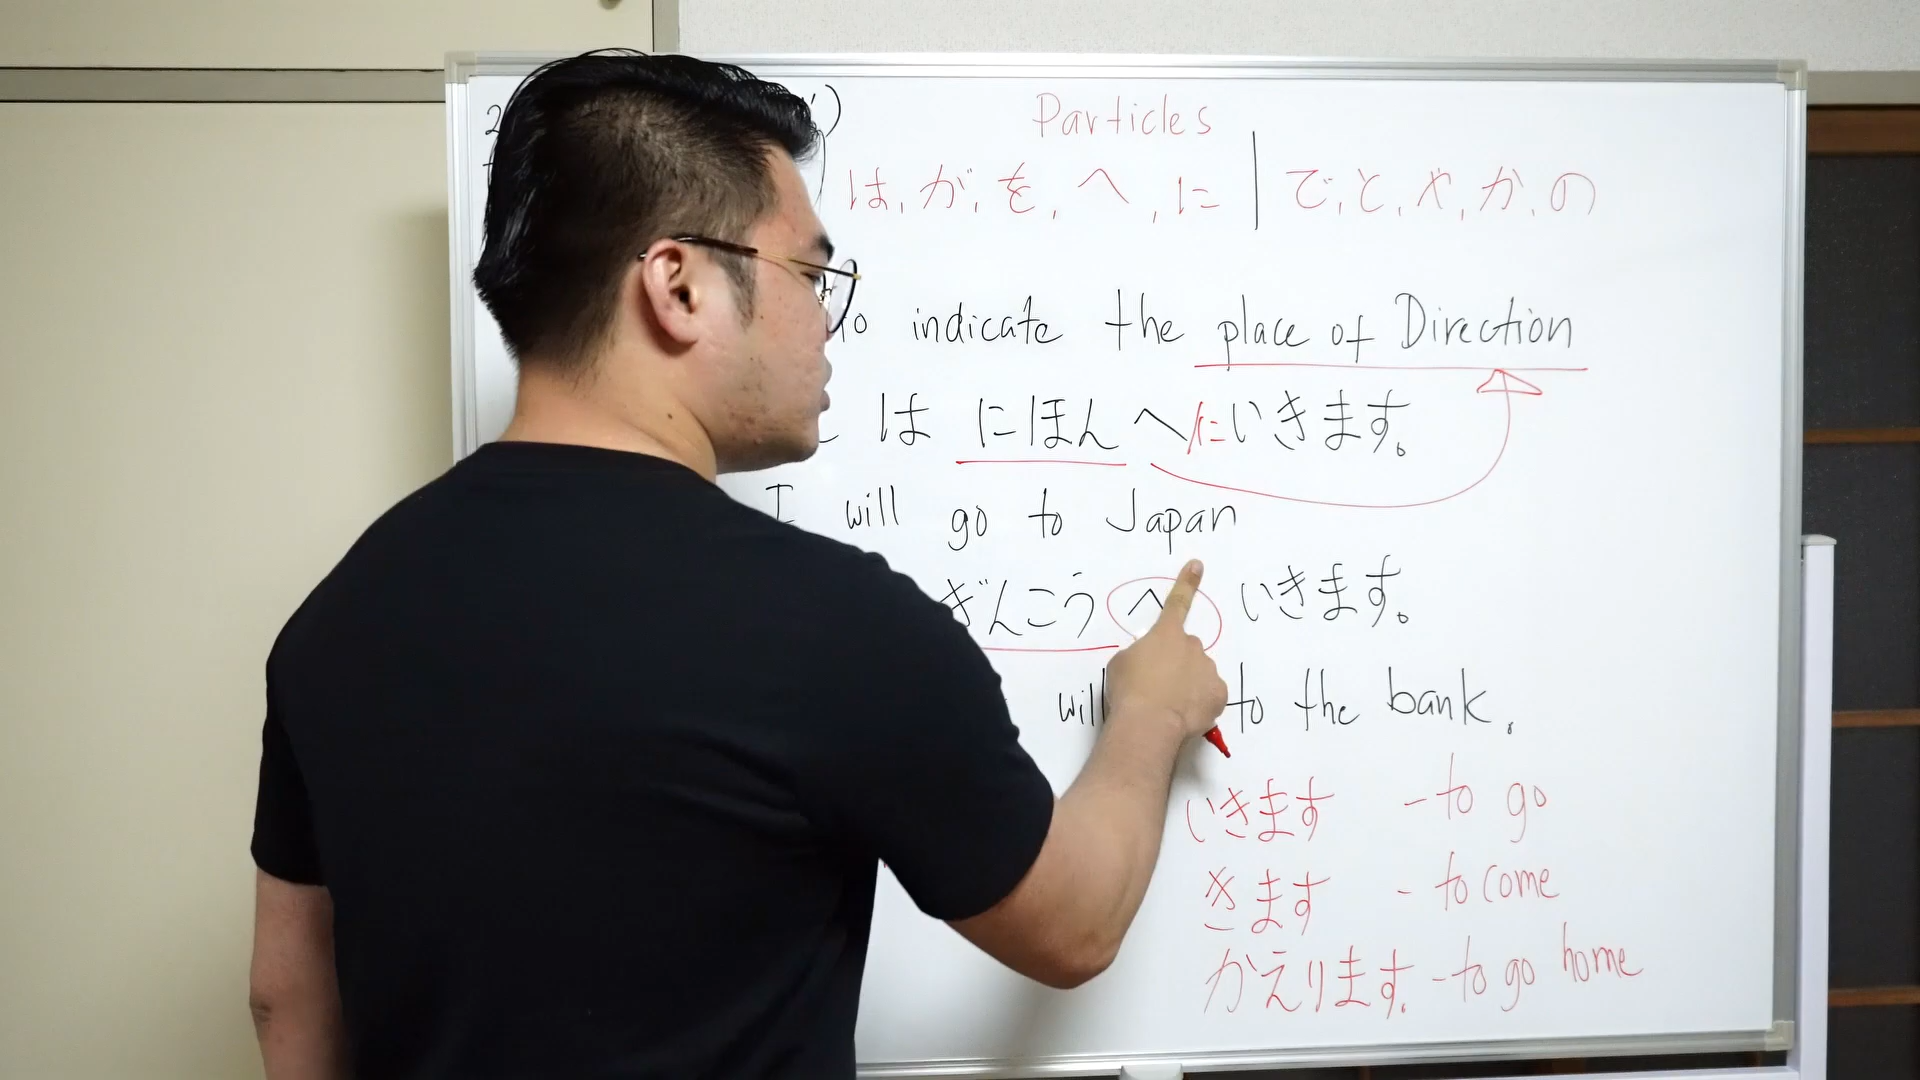 Particles
は, が, を, へ, に | で, と, や, か, の
to indicate the place of Direction
は にほん へ/に いきます。
I will go to Japan
ぎんこう へ いきます。
will to the bank.
いきます - to go
きます - to come
かえります. - to go home